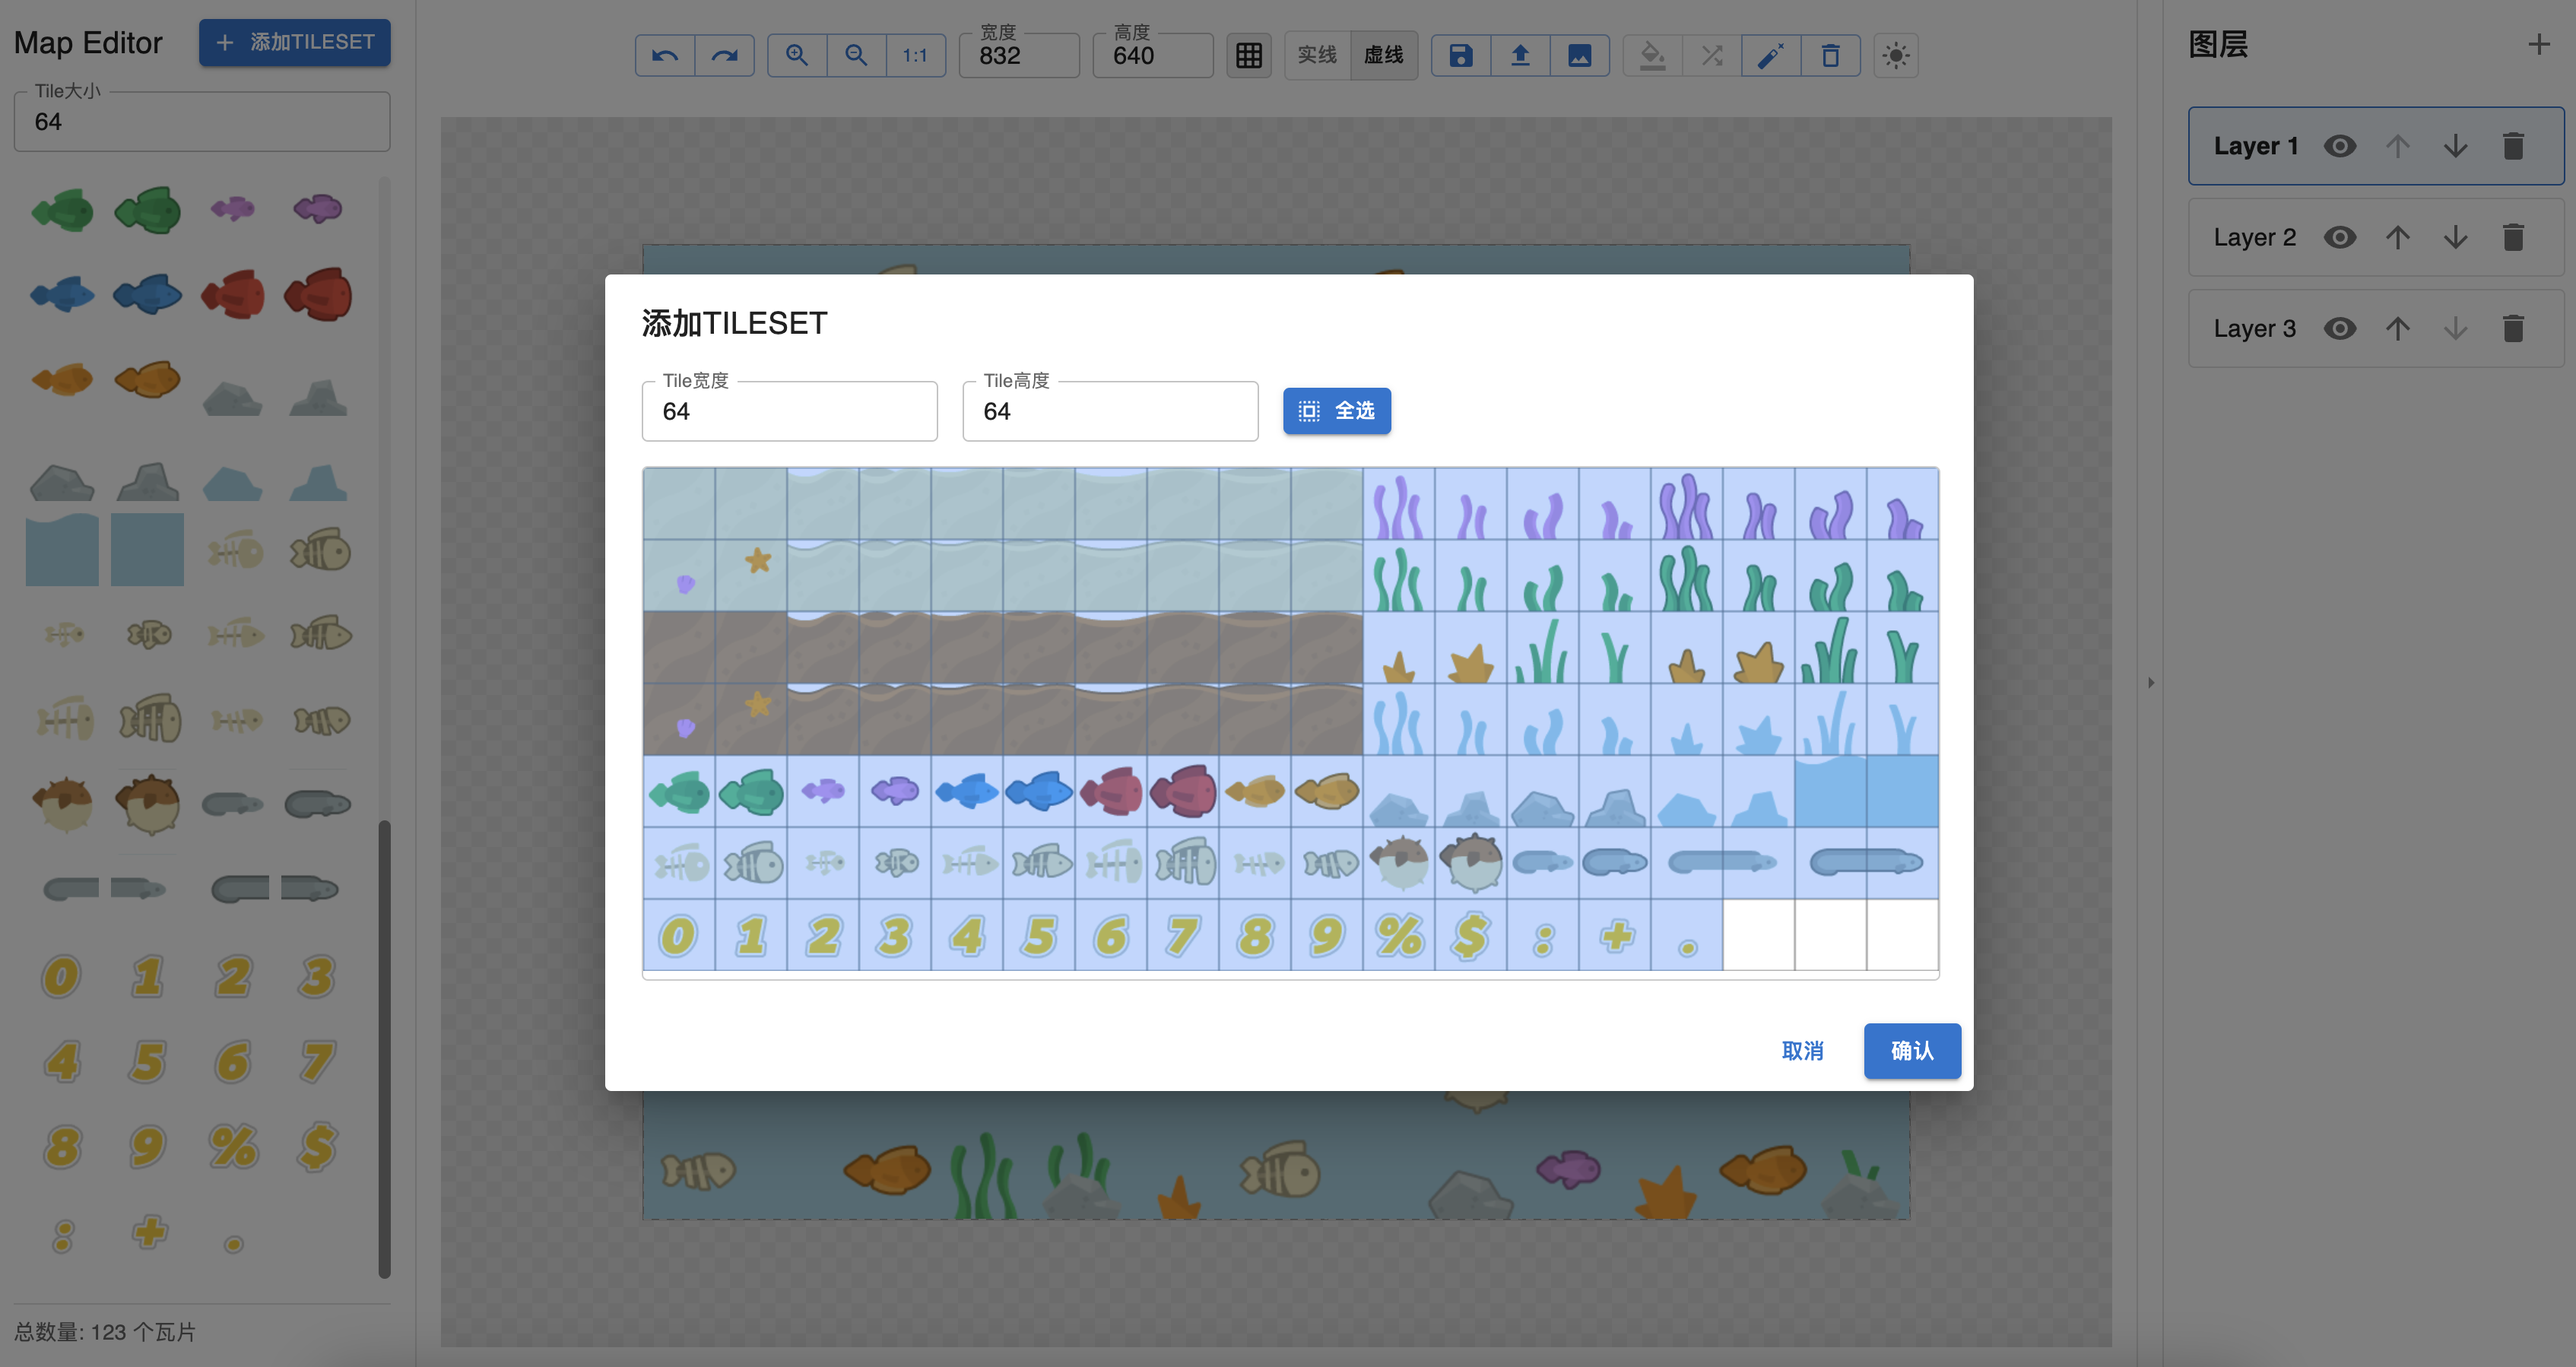 Map Editor
添加TILESET
Tile大小
64
1:1
宽度
832
高度
640
实线
虚线
图层
Layer 1
Layer 2
Layer 3
添加TILESET
Tile宽度
64
Tile高度
64
全选
0 1 2 3 4 5 6 7 8 9 % $ : + .
取消
确认
0 1 2 3
4 5 6 7
8 9 % $
: + .
总数量: 123 个瓦片